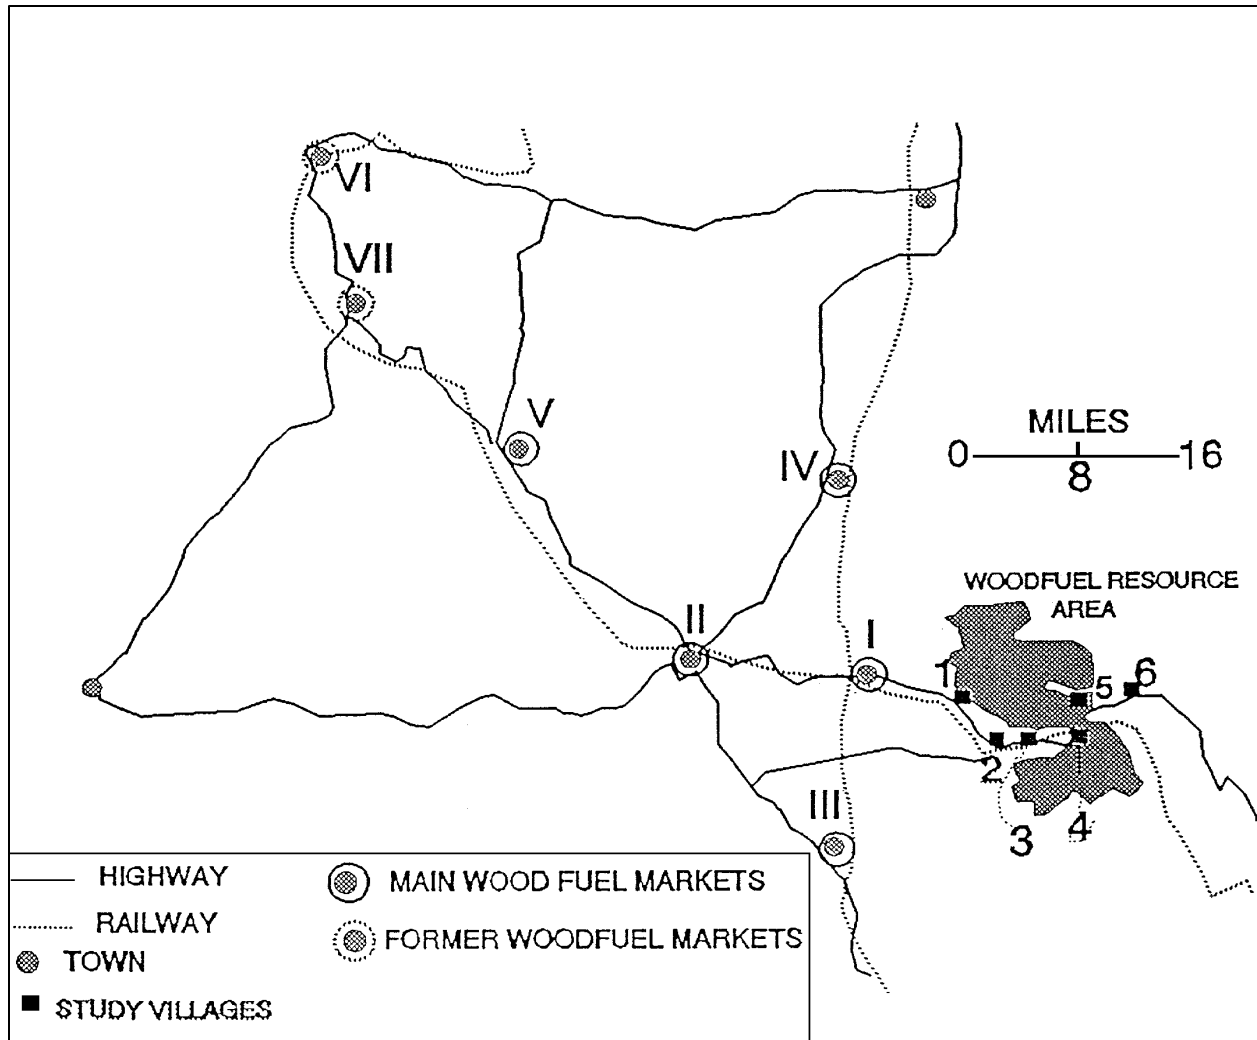 VI
VII
V
IV
MILES
0 16
8
WOODFUEL RESOURCE
AREA
II
I
1
5
6
2
III
3
4
HIGHWAY
MAIN WOOD FUEL MARKETS
RAILWAY
FORMER WOODFUEL MARKETS
TOWN
STUDY VILLAGES